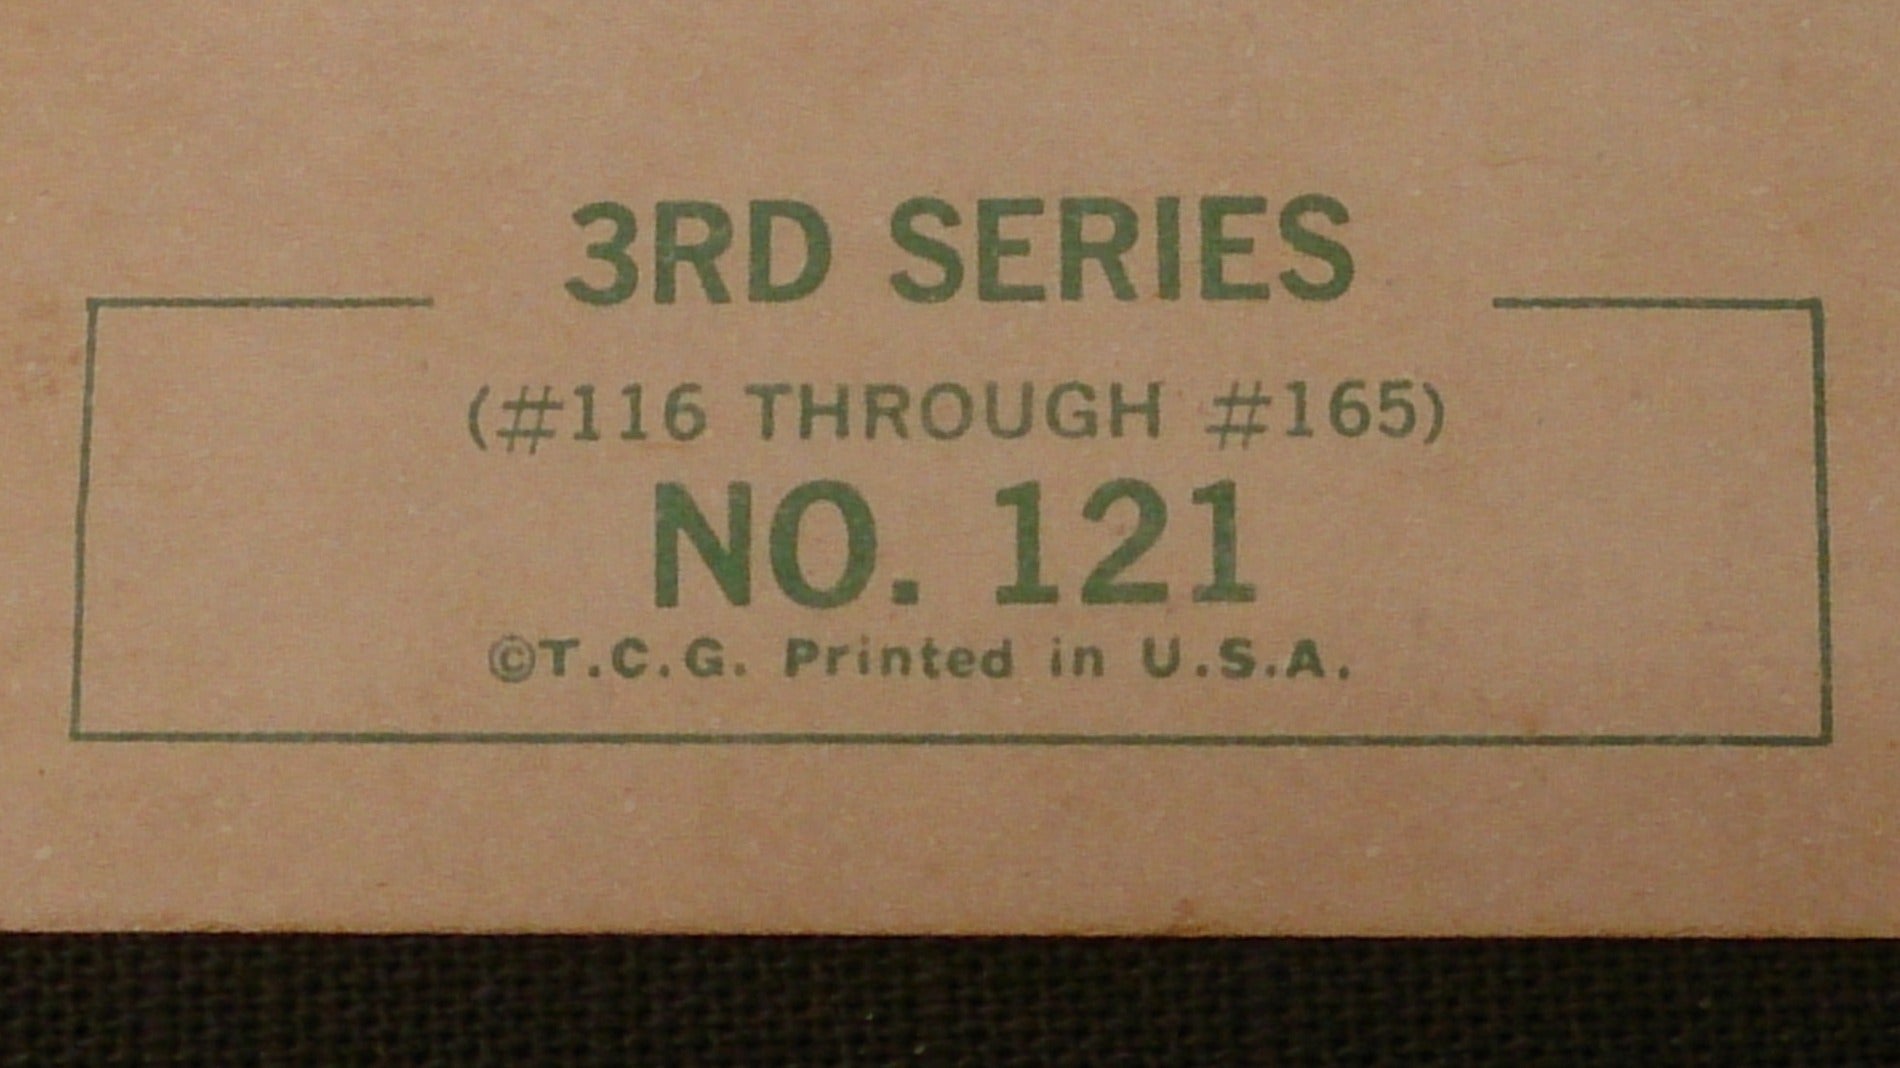 3RD SERIES
(#116 THROUGH #165)
NO. 121
©T.C.G. Printed in U.S.A.